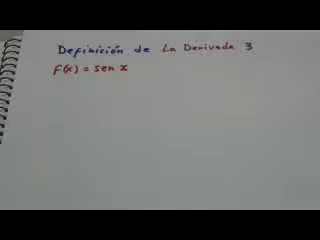 Definición de La Derivada 3
f(x) = sen x